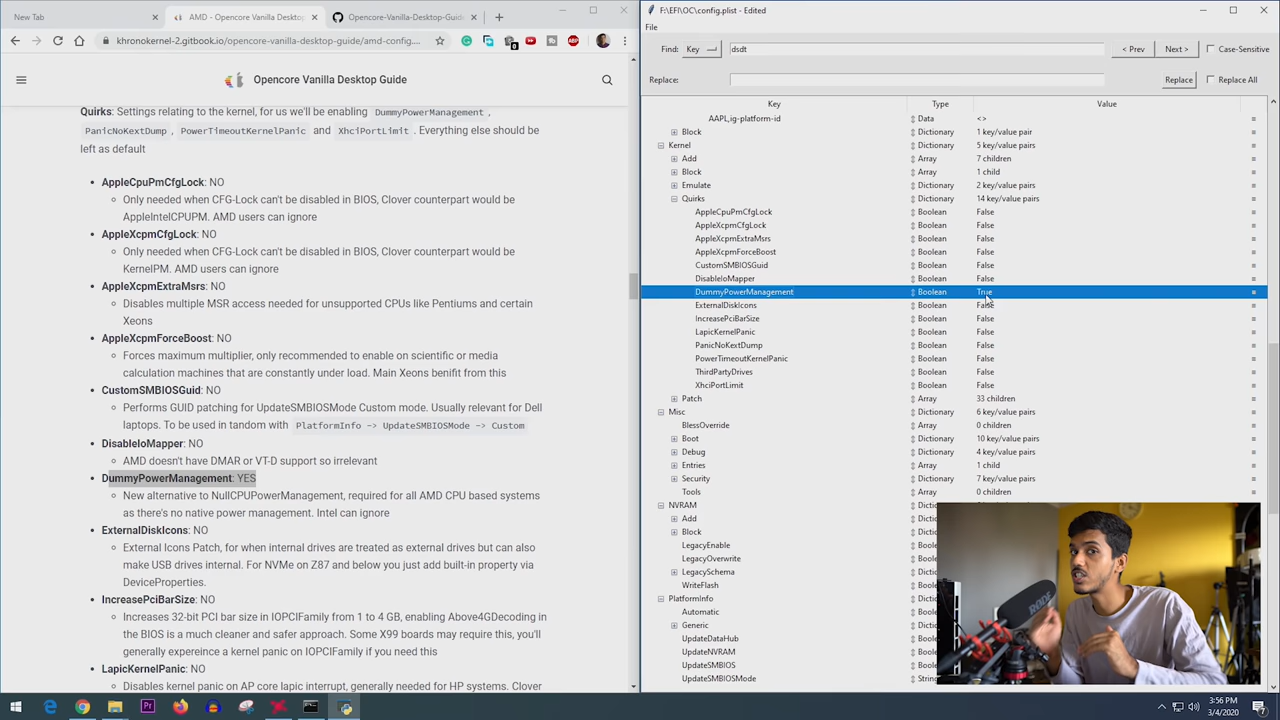 New Tab
AMD - Opencore Vanilla Desktop
GitHub - Opencore-Vanilla-Desktop-Gu
khronokernel-2.gitbook.io/opencore-vanilla-desktop-guide/amd-config....
Opencore Vanilla Desktop Guide
Quirks: Settings relating to the kernel, for us we'll be enabling DummyPowerManagement ,
PanicNoKextDump , PowerTimeoutKernelPanic and XhciPortLimit . Everything else should be
left as default
• AppleCpuPmCfgLock: NO
Only needed when CFG-Lock can't be disabled in BIOS, Clover counterpart would be
AppleIntelCPUPM. AMD users can ignore
• AppleXcpmCfgLock: NO
Only needed when CFG-Lock can't be disabled in BIOS, Clover counterpart would be
KernelPM. AMD users can ignore
• AppleXcpmExtraMsrs: NO
Disables multiple MSR access needed for unsupported CPUs like Pentiums and certain
Xeons
• AppleXcpmForceBoost: NO
Forces maximum multiplier, only recommended to enable on scientific or media
calculation machines that are constantly under load. Main Xeons benifit from this
• CustomSMBIOSGuid: NO
Performs GUID patching for UpdateSMBIOSMode Custom mode. Usually relevant for Dell
laptops. To be used in tandom with PlatformInfo -> UpdateSMBIOSMode -> Custom
• DisableIoMapper: NO
AMD doesn't have DMAR or VT-D support so irrelevant
• DummyPowerManagement: YES
New alternative to NullCPUPowerManagement, required for all AMD CPU based systems
as there's no native power management. Intel can ignore
• ExternalDiskIcons: NO
External Icons Patch, for when internal drives are treated as external drives but can also
make USB drives internal. For NVMe on Z87 and below you just add built-in property via
DeviceProperties.
• IncreasePciBarSize: NO
Increases 32-bit PCI bar size in IOPCIFamily from 1 to 4 GB, enabling Above4GDecoding in
the BIOS is a much cleaner and safer approach. Some X99 boards may require this, you'll
generally expereince a kernel panic on IOPCIFamily if you need this
• LapicKernelPanic: NO
Disables kernel panic on AP core lapic interrupt, generally needed for HP systems. Clover
F:\EFI\OC\config.plist - Edited
File
Find: Key dsdt < Prev Next > Case-Sensitive
Replace: Replace Replace All
Key Type Value
AAPL,ig-platform-id Data <>
Block Dictionary 1 key/value pair
Kernel Dictionary 5 key/value pairs
Add Array 7 children
Block Array 1 child
Emulate Dictionary 2 key/value pairs
Quirks Dictionary 14 key/value pairs
AppleCpuPmCfgLock Boolean False
AppleXcpmCfgLock Boolean False
AppleXcpmExtraMsrs Boolean False
AppleXcpmForceBoost Boolean False
CustomSMBIOSGuid Boolean False
DisableIoMapper Boolean False
DummyPowerManagement Boolean True
ExternalDiskIcons Boolean False
IncreasePciBarSize Boolean False
LapicKernelPanic Boolean False
PanicNoKextDump Boolean False
PowerTimeoutKernelPanic Boolean False
ThirdPartyDrives Boolean False
XhciPortLimit Boolean False
Patch Array 33 children
Misc Dictionary 6 key/value pairs
BlessOverride Array 0 children
Boot Dictionary 10 key/value pairs
Debug Dictionary 4 key/value pairs
Entries Array 1 child
Security Dictionary 7 key/value pairs
Tools Array 0 children
NVRAM Dictio
Add Dictio
Block Dictio
LegacyEnable Boole
LegacyOverwrite Boole
LegacySchema Dictio
WriteFlash Boole
PlatformInfo Dictio
Automatic Boole
Generic Dictio
UpdateDataHub Boole
UpdateNVRAM Boole
UpdateSMBIOS Boole
UpdateSMBIOSMode String
RODE
3:56 PM
3/4/2020